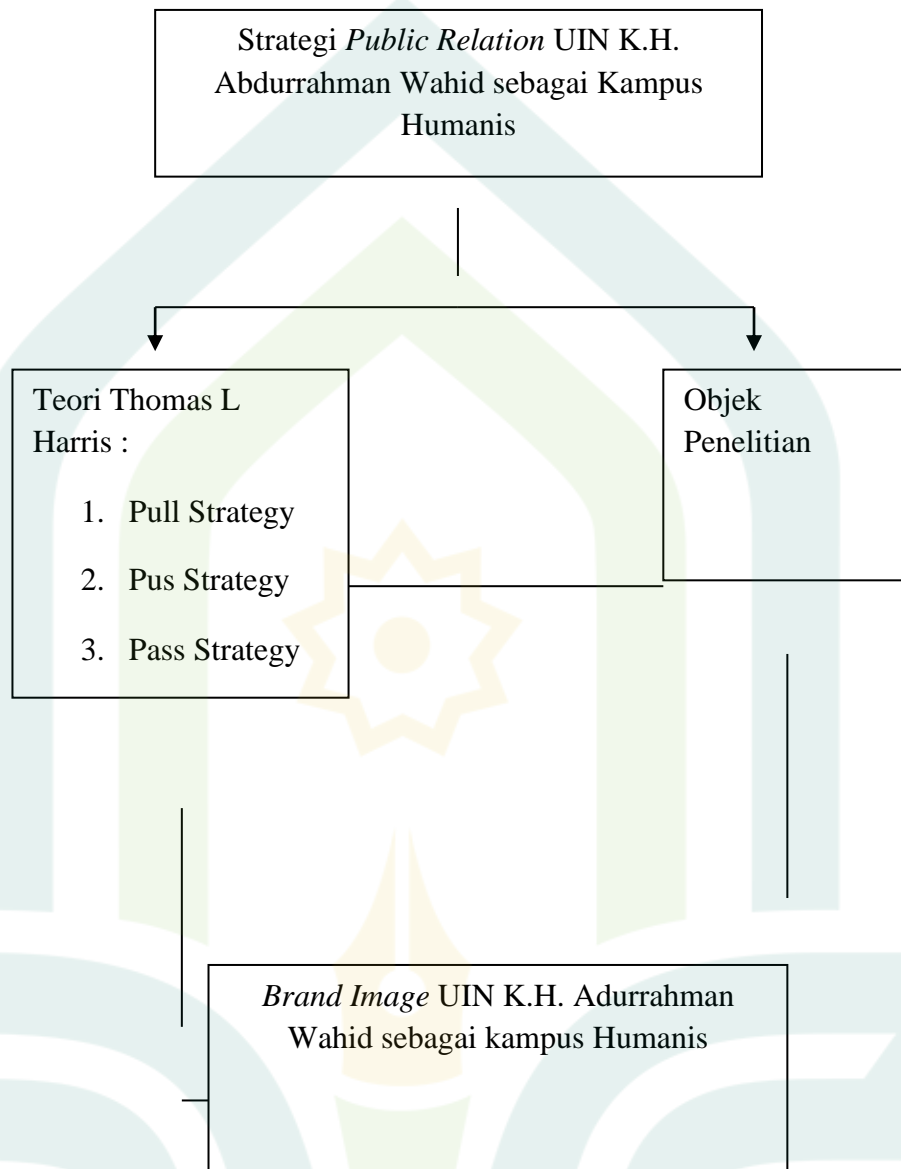 Strategi Public Relation UIN K.H.
Abdurrahman Wahid sebagai Kampus
Humanis
Teori Thomas L
Harris :
1. Pull Strategy
2. Pus Strategy
3. Pass Strategy
Objek
Penelitian
Brand Image UIN K.H. Adurrahman
Wahid sebagai kampus Humanis